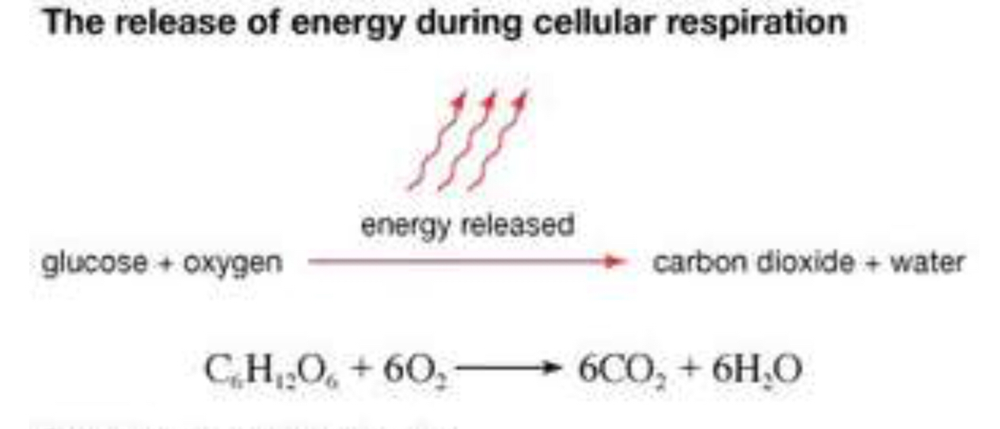 The release of energy during cellular respiration
energy released
glucose + oxygen → carbon dioxide + water
C₆H₁₂O₆ + 6O₂ → 6CO₂ + 6H₂O